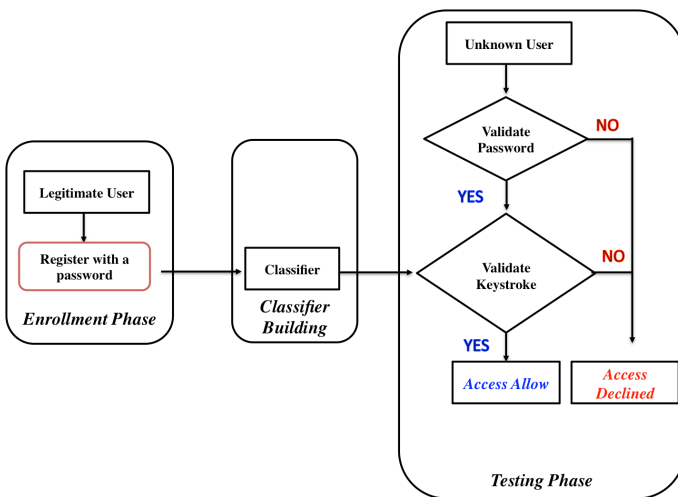 Legitimate User
Register with a
password
Enrollment Phase
Classifier
Classifier
Building
Unknown User
Validate
Password
NO
YES
Validate
Keystroke
NO
YES
Access Allow
Access
Declined
Testing Phase